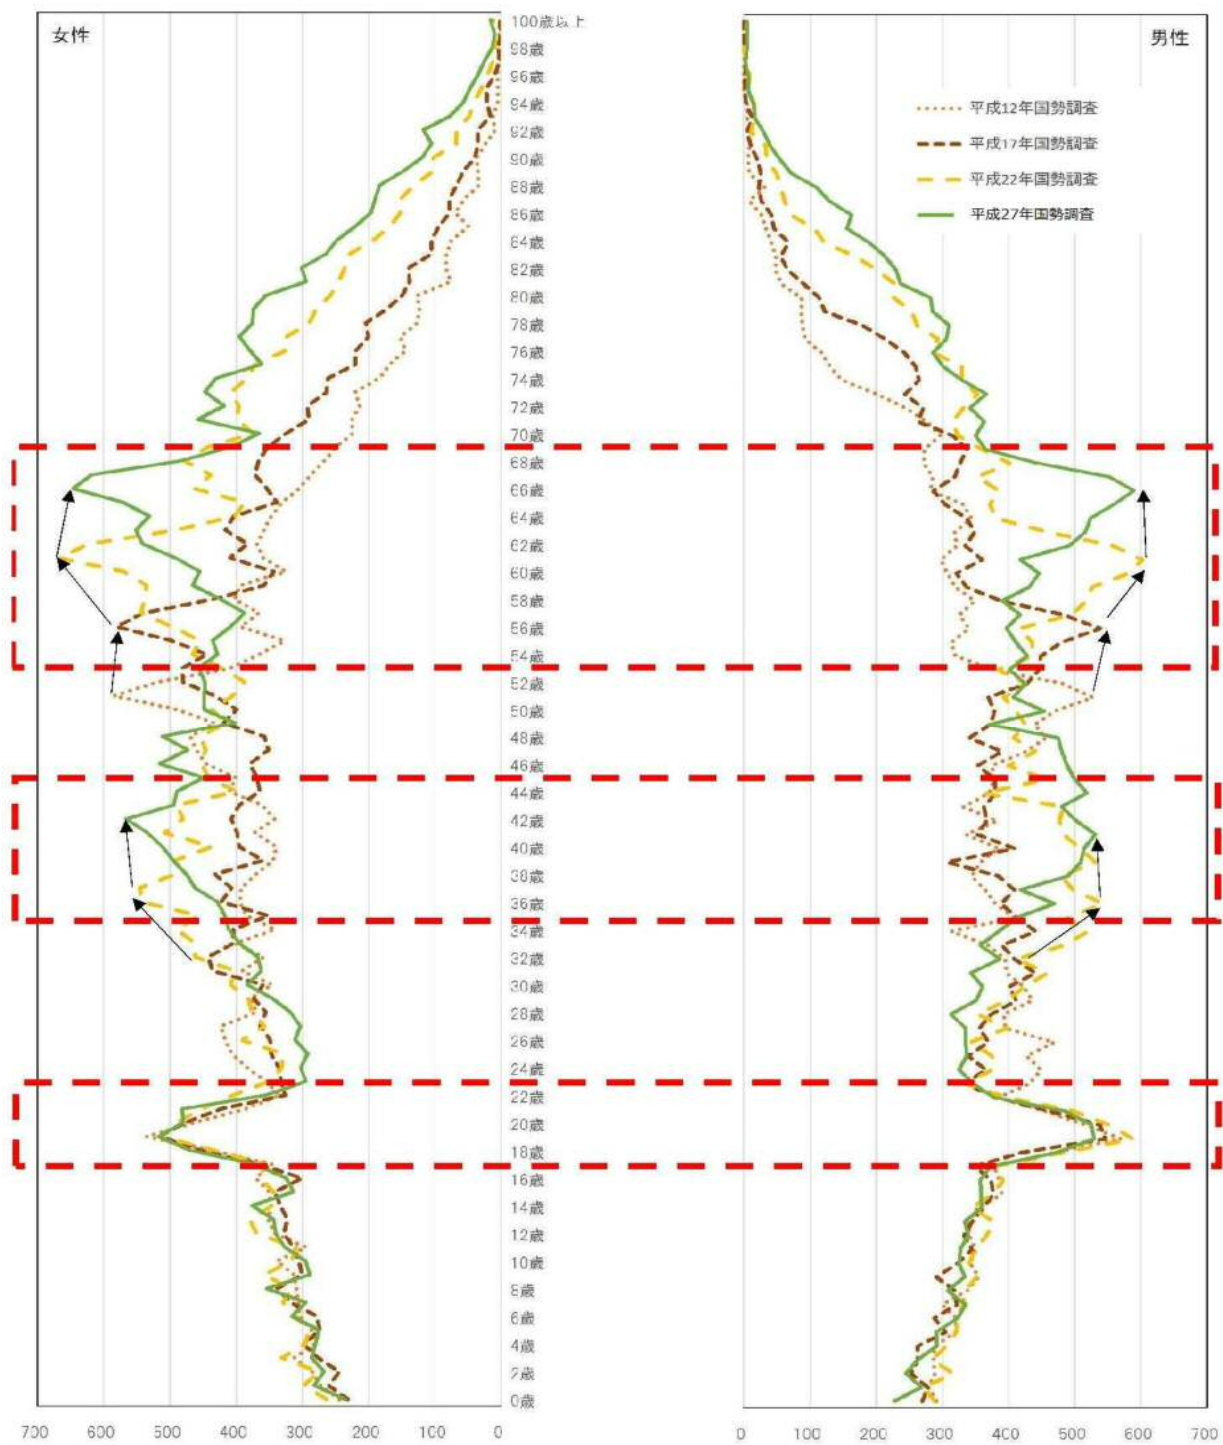 女性
男性
平成12年国勢調査
平成17年国勢調査
平成22年国勢調査
平成27年国勢調査
100歳以上
98歳
96歳
94歳
92歳
90歳
88歳
86歳
84歳
82歳
80歳
78歳
76歳
74歳
72歳
70歳
68歳
66歳
64歳
62歳
60歳
58歳
56歳
54歳
52歳
50歳
48歳
46歳
44歳
42歳
40歳
38歳
36歳
34歳
32歳
30歳
28歳
26歳
24歳
22歳
20歳
18歳
16歳
14歳
12歳
10歳
8歳
6歳
4歳
2歳
0歳
700 600 500 400 300 200 100 0
0 100 200 300 400 500 600 700